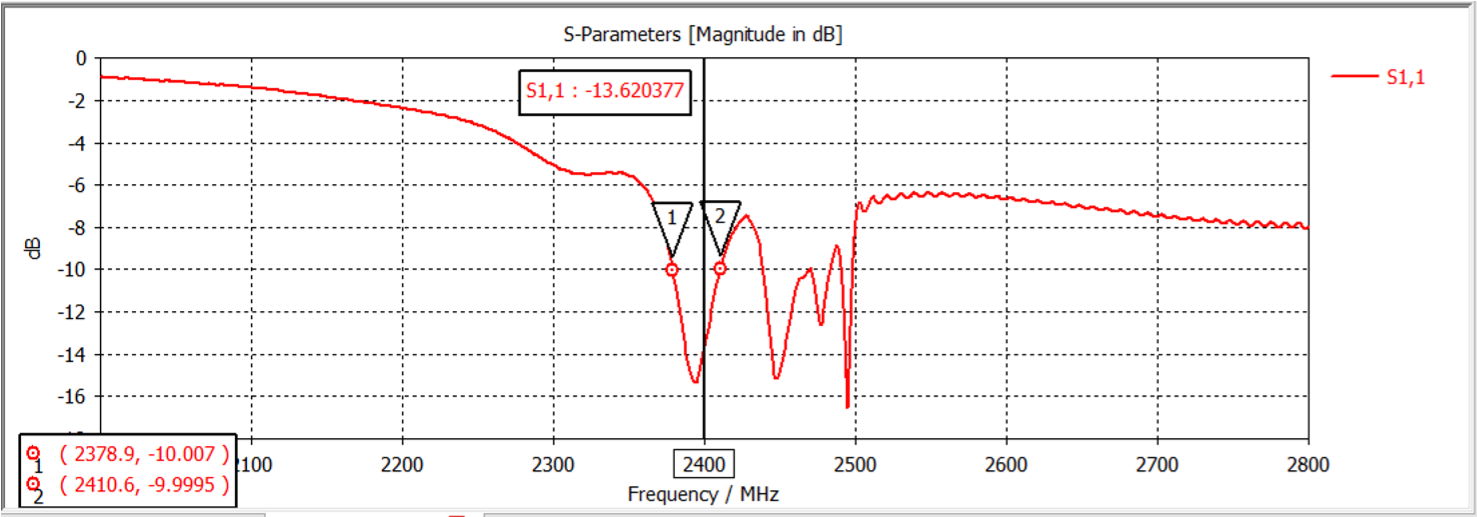 S-Parameters [Magnitude in dB]
0
-2
-4
-6
-8
-10
-12
-14
-16
dB
S1,1 : -13.620377
S1,1
1
2
1 ( 2378.9, -10.007 )
2 ( 2410.6, -9.9995 )
2100
2200
2300
2400
2500
2600
2700
2800
Frequency / MHz